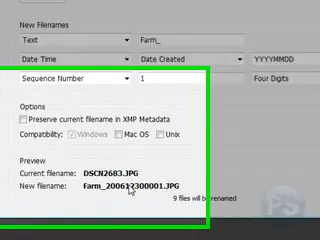 New Filenames
Text Farm_
Date Time Date Created YYYYMMDD
Sequence Number 1 Four Digits
Options
Preserve current filename in XMP Metadata
Compatibility: Windows Mac OS Unix
Preview
Current filename: DSCN2683.JPG
New filename: Farm_200612300001.JPG
9 files will be renamed
PS